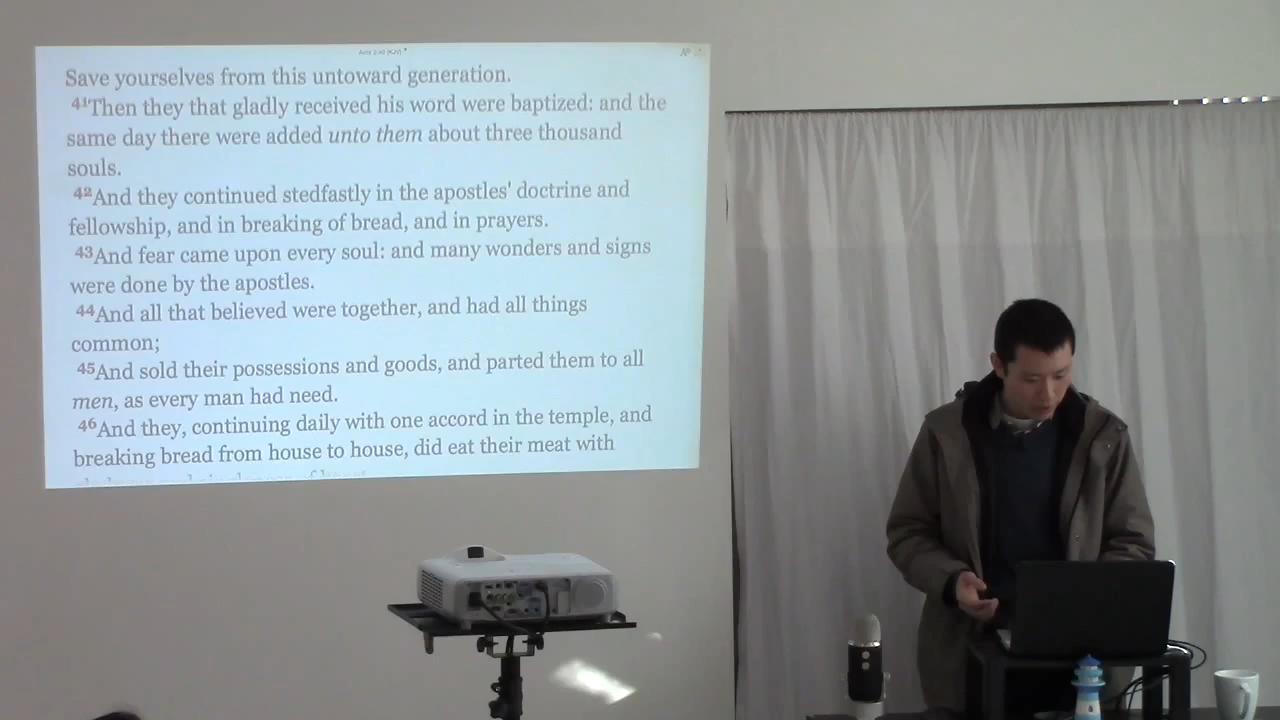 Acts 2:40 (KJV)
Save yourselves from this untoward generation.
41Then they that gladly received his word were baptized: and the
same day there were added unto them about three thousand
souls.
42And they continued stedfastly in the apostles' doctrine and
fellowship, and in breaking of bread, and in prayers.
43And fear came upon every soul: and many wonders and signs
were done by the apostles.
44And all that believed were together, and had all things
common;
45And sold their possessions and goods, and parted them to all
men, as every man had need.
46And they, continuing daily with one accord in the temple, and
breaking bread from house to house, did eat their meat with